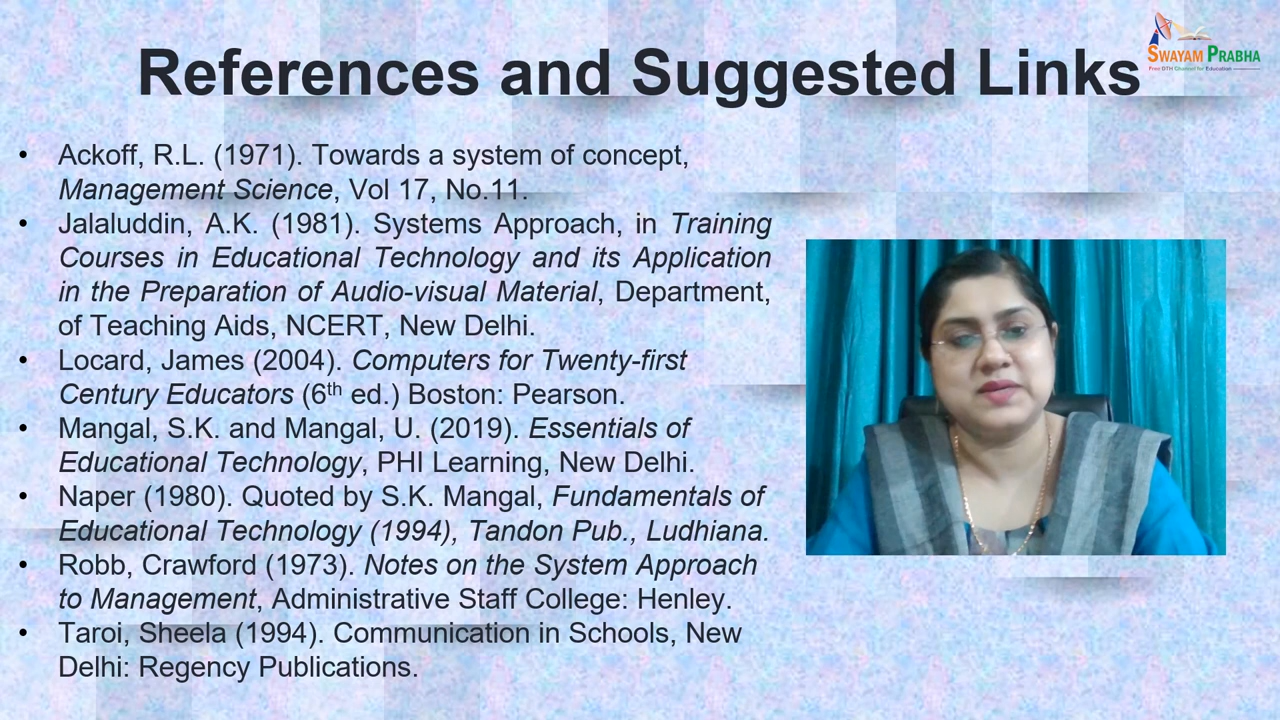 References and Suggested Links
SWAYAM PRABHA
Free DTH Channel for Education
• Ackoff, R.L. (1971). Towards a system of concept,
Management Science, Vol 17, No.11.
• Jalaluddin, A.K. (1981). Systems Approach, in Training
Courses in Educational Technology and its Application
in the Preparation of Audio-visual Material, Department,
of Teaching Aids, NCERT, New Delhi.
• Locard, James (2004). Computers for Twenty-first
Century Educators (6th ed.) Boston: Pearson.
• Mangal, S.K. and Mangal, U. (2019). Essentials of
Educational Technology, PHI Learning, New Delhi.
• Naper (1980). Quoted by S.K. Mangal, Fundamentals of
Educational Technology (1994), Tandon Pub., Ludhiana.
• Robb, Crawford (1973). Notes on the System Approach
to Management, Administrative Staff College: Henley.
• Taroi, Sheela (1994). Communication in Schools, New
Delhi: Regency Publications.